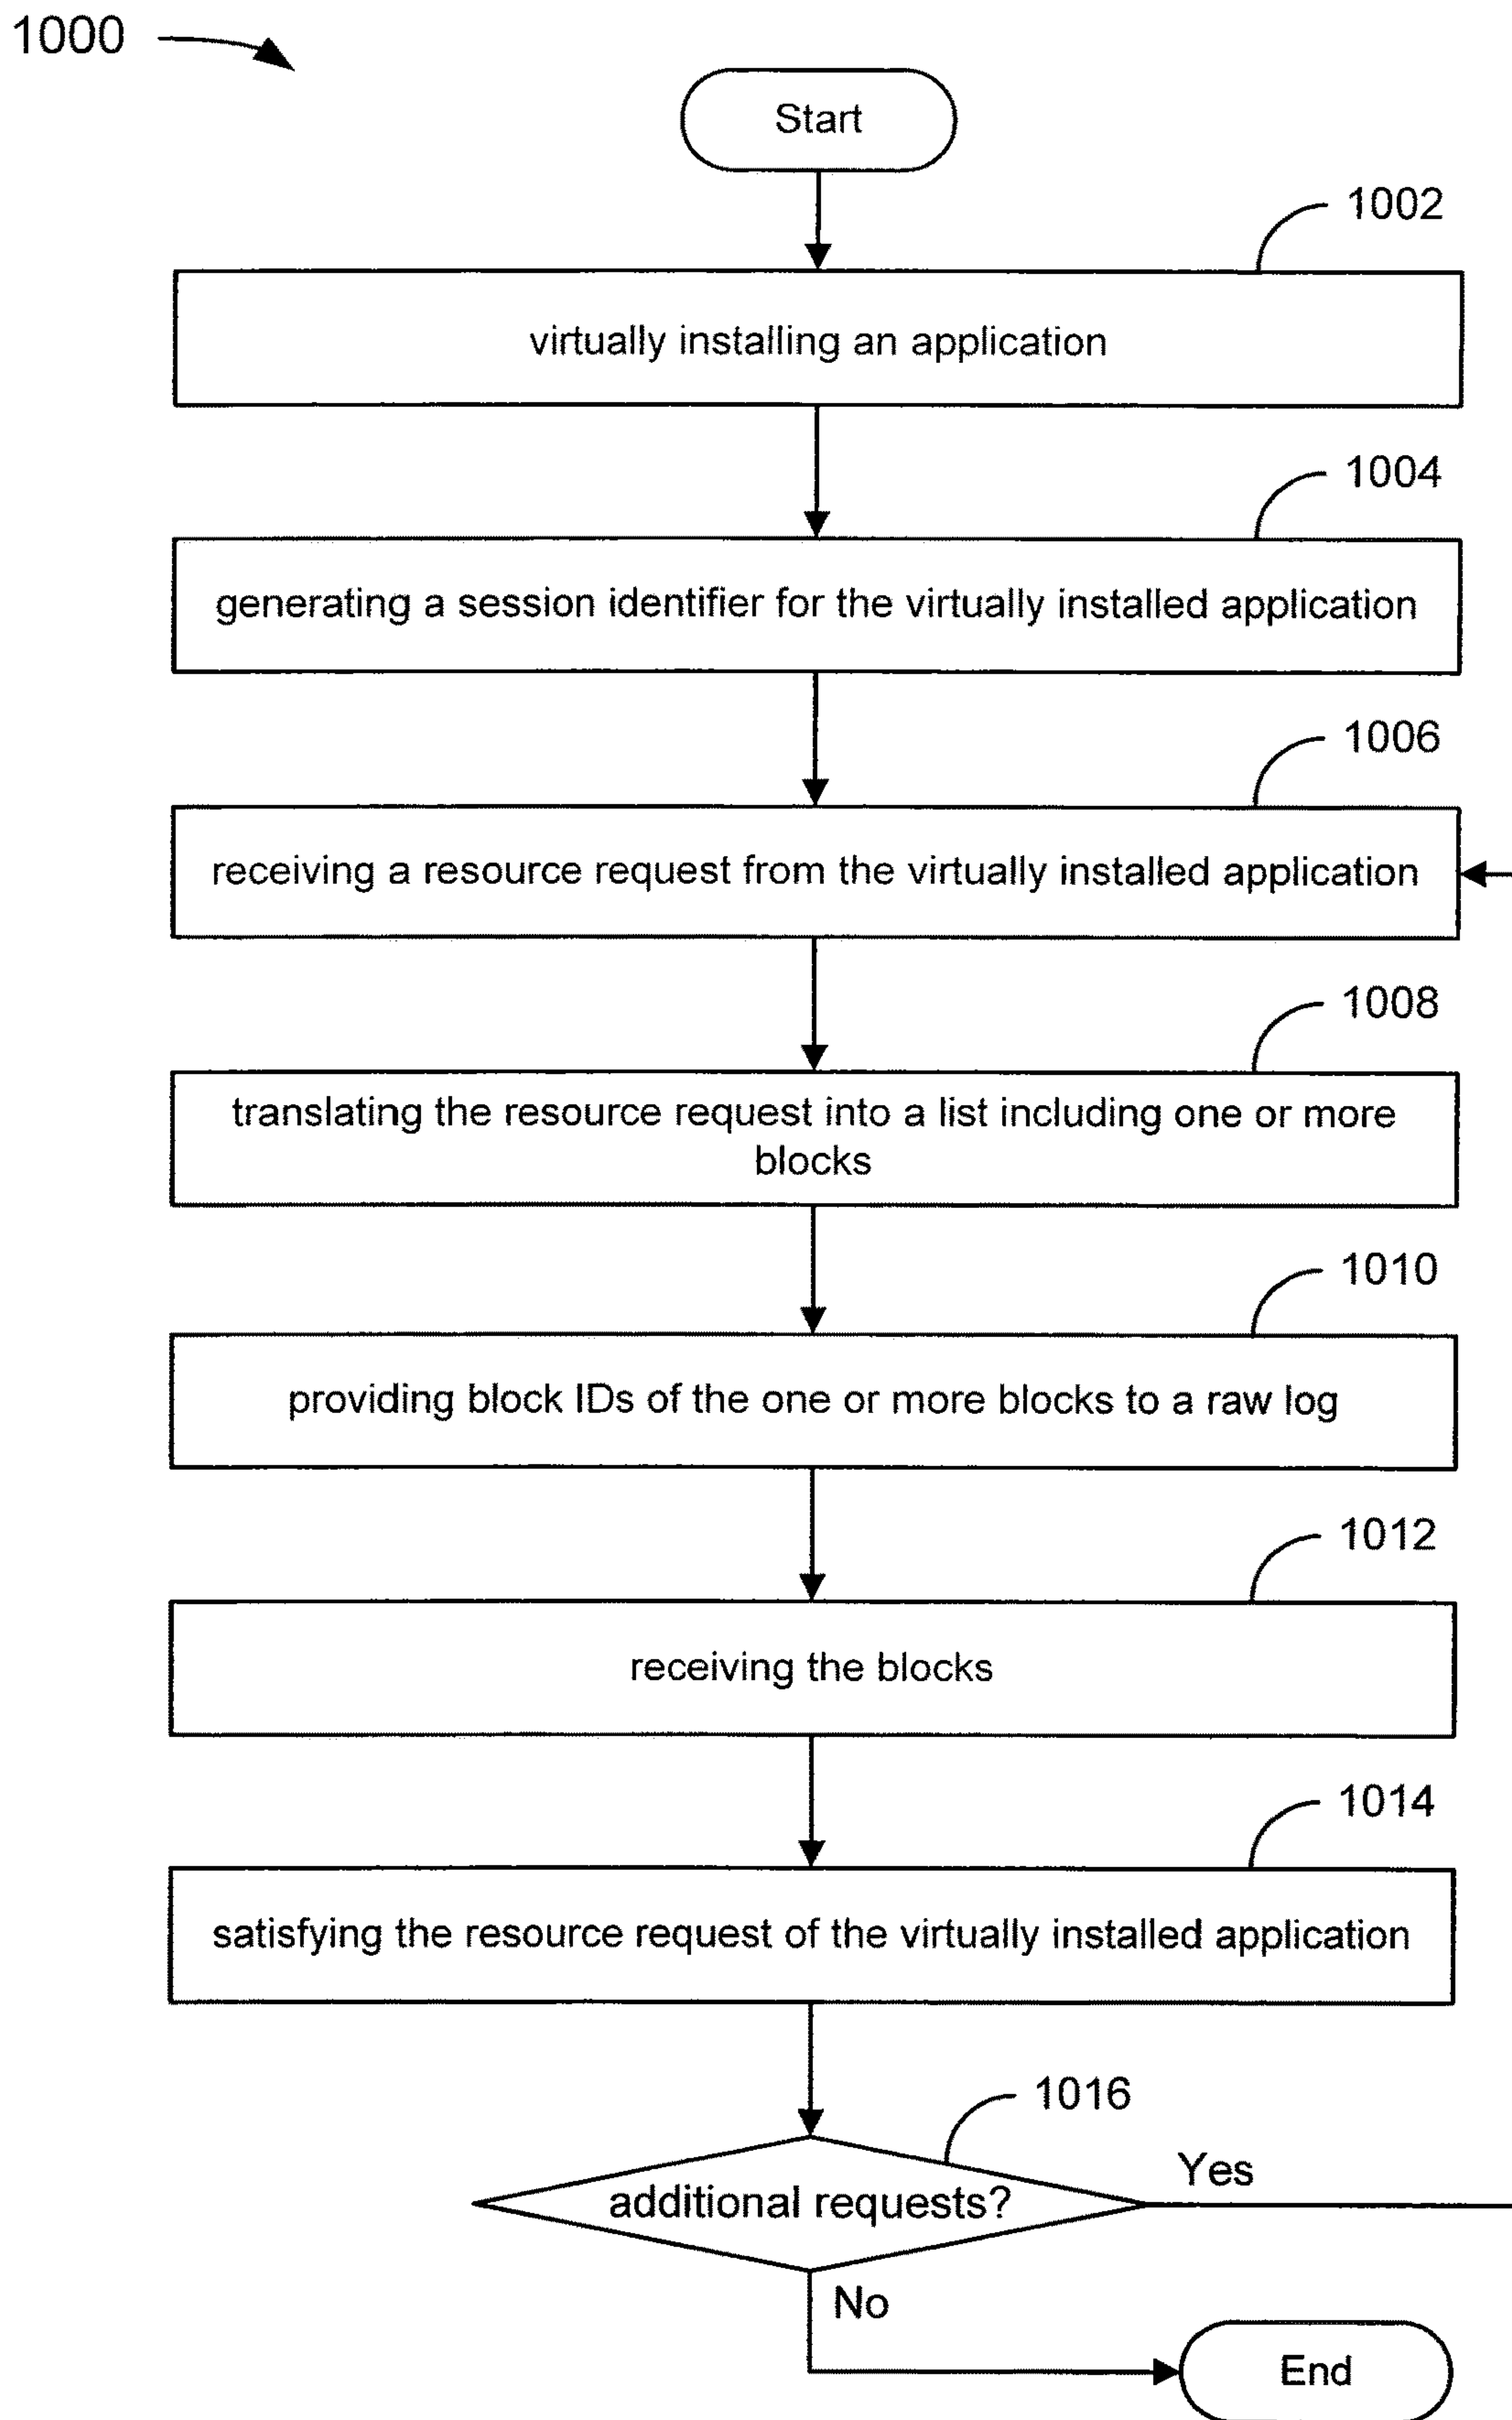 1000
Start
1002
virtually installing an application
1004
generating a session identifier for the virtually installed application
1006
receiving a resource request from the virtually installed application
1008
translating the resource request into a list including one or more
blocks
1010
providing block IDs of the one or more blocks to a raw log
1012
receiving the blocks
1014
satisfying the resource request of the virtually installed application
1016
additional requests?
Yes
No
End